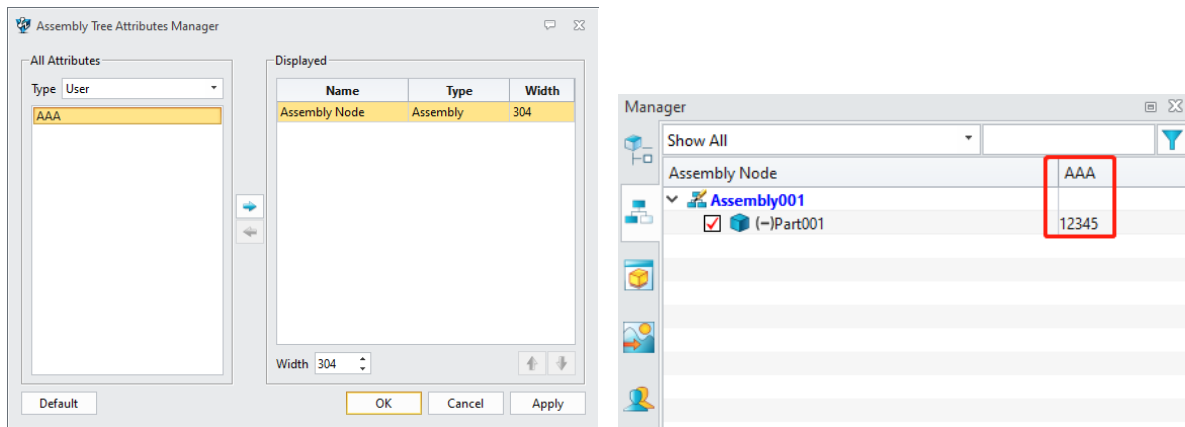 Assembly Tree Attributes Manager
All Attributes
Type User
AAA
Displayed
Name Type Width
Assembly Node Assembly 304
Width 304
Default OK Cancel Apply
Manager
Show All
Assembly Node AAA
Assembly001
(-)Part001 12345